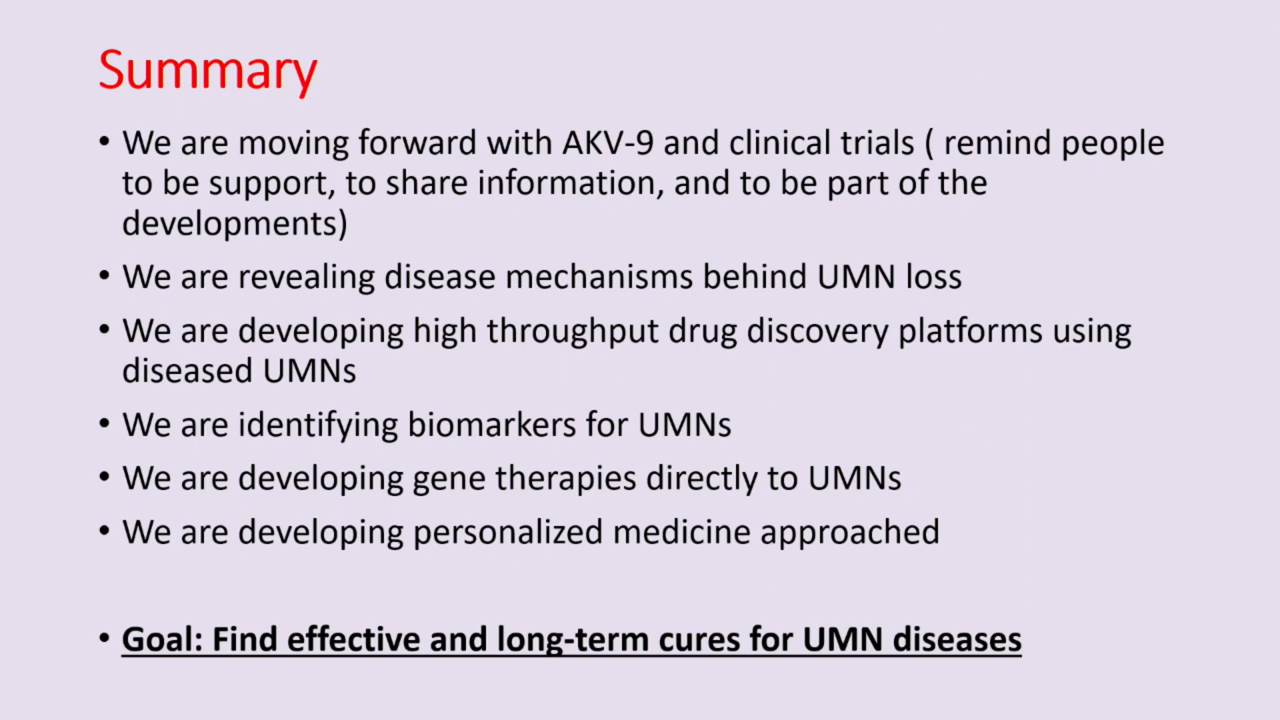 Summary
• We are moving forward with AKV-9 and clinical trials ( remind people
to be support, to share information, and to be part of the
developments)
• We are revealing disease mechanisms behind UMN loss
• We are developing high throughput drug discovery platforms using
diseased UMNs
• We are identifying biomarkers for UMNs
• We are developing gene therapies directly to UMNs
• We are developing personalized medicine approached
• Goal: Find effective and long-term cures for UMN diseases